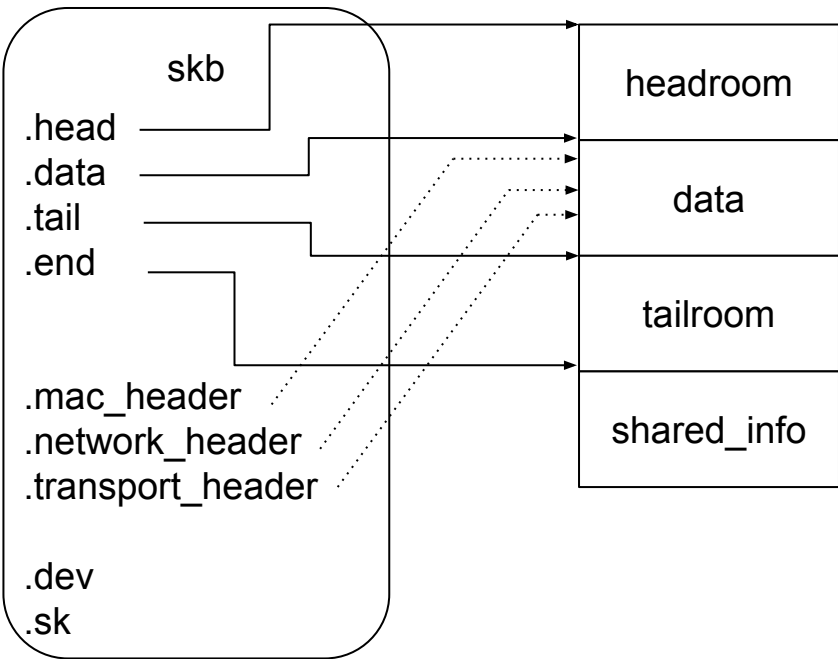 skb
.head
.data
.tail
.end
.mac_header
.network_header
.transport_header
.dev
.sk
headroom
data
tailroom
shared_info